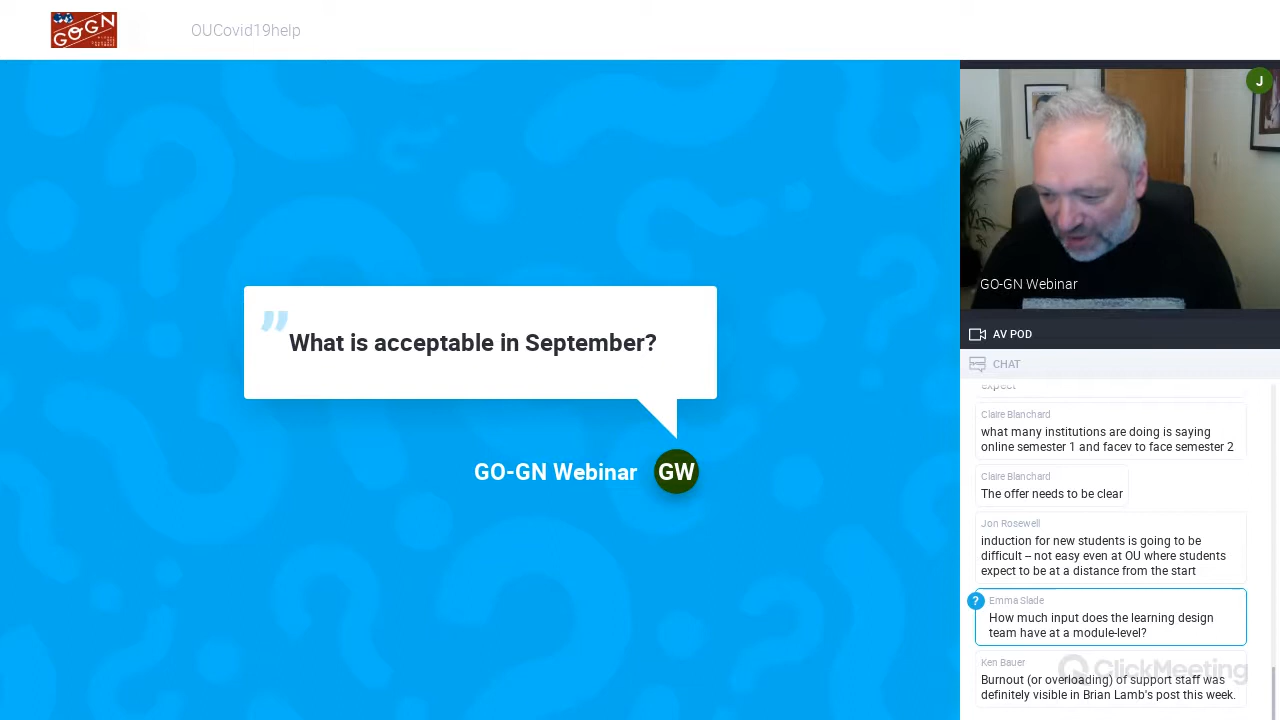 GO-GN
OUCovid19help
J
GO-GN Webinar
AV POD
CHAT
"What is acceptable in September?
GO-GN Webinar GW
expect
Claire Blanchard
what many institutions are doing is saying
online semester 1 and facev to face semester 2
Claire Blanchard
The offer needs to be clear
Jon Rosewell
induction for new students is going to be
difficult – not easy even at OU where students
expect to be at a distance from the start
?
Emma Slade
How much input does the learning design
team have at a module-level?
Ken Bauer
Burnout (or overloading) of support staff was
definitely visible in Brian Lamb's post this week.
ClickMeeting